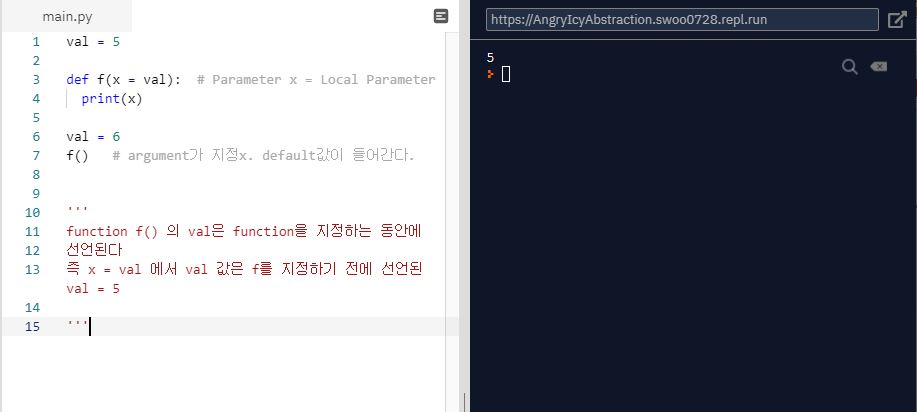 main.py
https://AngryIcyAbstraction.swoo0728.repl.run
1 val = 5
2
3 def f(x = val):  # Parameter x = Local Parameter
4   print(x)
5
6 val = 6
7 f()   # argument가 지정x. default값이 들어간다.
8
9
10 '''
11 function f() 의 val은 function을 지정하는 동안에
12 선언된다
13 즉 x = val 에서 val 값은 f를 지정하기 전에 선언된
val = 5
14
15 '''
5